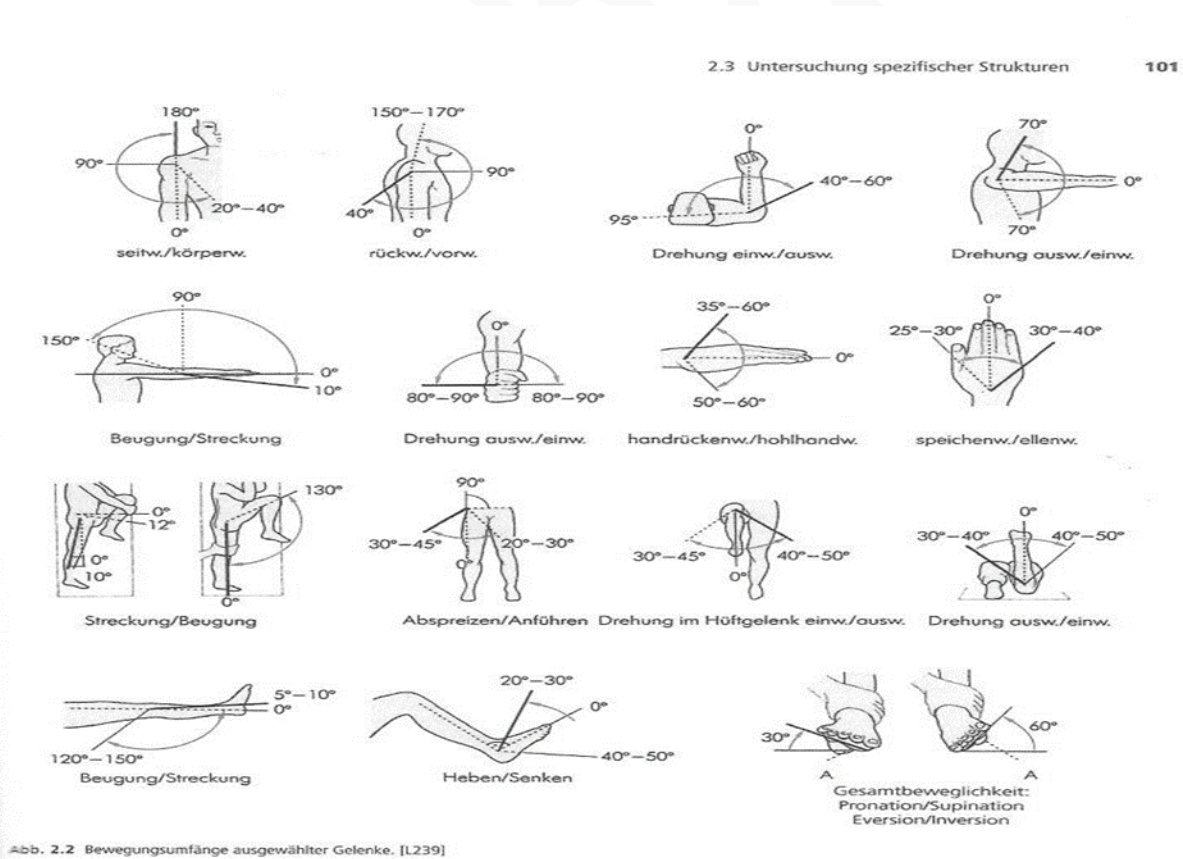 2.3 Untersuchung spezifischer Strukturen 101
180° 150°–170° 0° 70°
90° 90° 40°–60° 0°
20°–40° 40° 95°
0° 0° 70°
seitw./körperw. rückw./vorw. Drehung einw./ausw. Drehung ausw./einw.
90° 0° 35°–60° 0°
150° 0° 25°–30° 30°–40°
0° 10° 80°–90° 80°–90° 50°–60°
Beugung/Streckung Drehung ausw./einw. handrückenw./hohlhandw. speichenw./ellenw.
0° 130° 90° 0°
12° 30°–45° 20°–30° 30°–45° 40°–50° 30°–40° 40°–50°
0° 0° 0°
10° 0°
Streckung/Beugung Abspreizen/Anführen Drehung im Hüftgelenk einw./ausw. Drehung ausw./einw.
5°–10° 20°–30° 0°
0° 30° 60°
120°–150° 40°–50°
Beugung/Streckung Heben/Senken A A
Gesamtbeweglichkeit:
Pronation/Supination
Eversion/Inversion
Abb. 2.2 Bewegungsumfänge ausgewählter Gelenke. [L239]